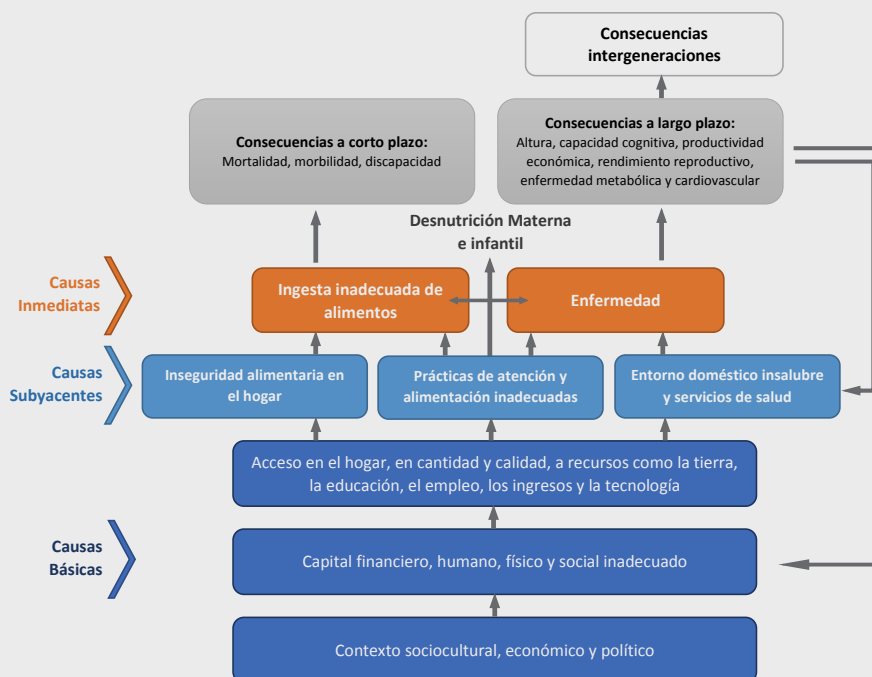 Consecuencias
intergeneraciones
Consecuencias a corto plazo:
Mortalidad, morbilidad, discapacidad
Consecuencias a largo plazo:
Altura, capacidad cognitiva, productividad
económica, rendimiento reproductivo,
enfermedad metabólica y cardiovascular
Desnutrición Materna
e infantil
Causas
Inmediatas
Ingesta inadecuada de
alimentos
Enfermedad
Causas
Subyacentes
Inseguridad alimentaria en
el hogar
Prácticas de atención y
alimentación inadecuadas
Entorno doméstico insalubre
y servicios de salud
Acceso en el hogar, en cantidad y calidad, a recursos como la tierra,
la educación, el empleo, los ingresos y la tecnología
Causas
Básicas
Capital financiero, humano, físico y social inadecuado
Contexto sociocultural, económico y político